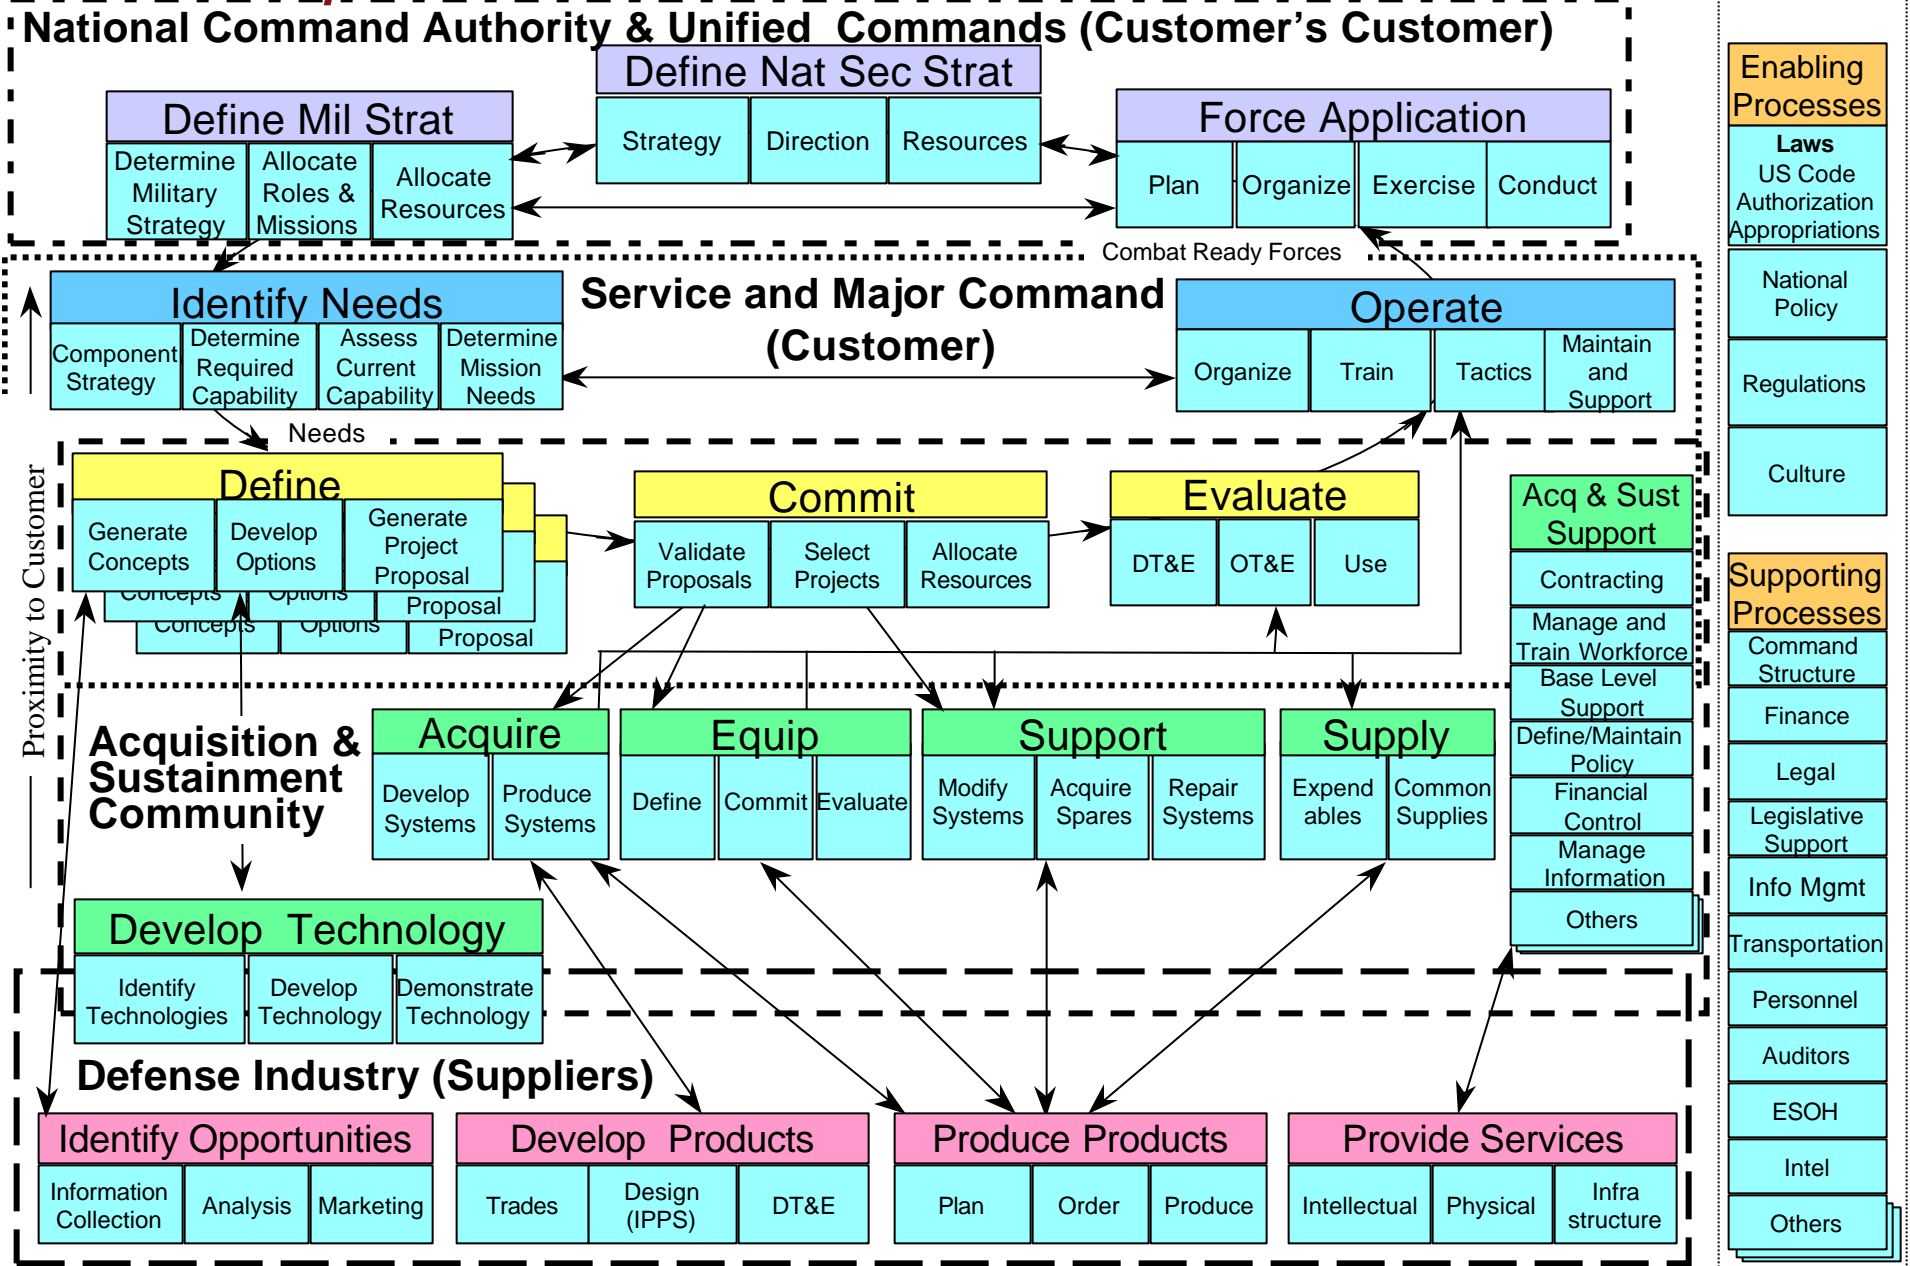 National Command Authority & Unified Commands (Customer's Customer)
Define Nat Sec Strat
Strategy
Direction
Resources
Define Mil Strat
Determine
Military
Strategy
Allocate
Roles &
Missions
Allocate
Resources
Force Application
Plan
Organize
Exercise
Conduct
Combat Ready Forces
Service and Major Command
(Customer)
Identify Needs
Component
Strategy
Determine
Required
Capability
Assess
Current
Capability
Determine
Mission
Needs
Operate
Organize
Train
Tactics
Maintain
and
Support
Needs
Proximity to Customer
Define
Generate
Concepts
Develop
Options
Generate
Project
Proposal
Concepts
Options
Proposal
Concepts
Options
Proposal
Commit
Validate
Proposals
Select
Projects
Allocate
Resources
Evaluate
DT&E
OT&E
Use
Acq & Sust
Support
Contracting
Manage and
Train Workforce
Base Level
Support
Define/Maintain
Policy
Financial
Control
Manage
Information
Others
Acquisition &
Sustainment
Community
Acquire
Develop
Systems
Produce
Systems
Equip
Define
Commit
Evaluate
Support
Modify
Systems
Acquire
Spares
Repair
Systems
Supply
Expend
ables
Common
Supplies
Develop Technology
Identify
Technologies
Develop
Technology
Demonstrate
Technology
Defense Industry (Suppliers)
Identify Opportunities
Information
Collection
Analysis
Marketing
Develop Products
Trades
Design
(IPPS)
DT&E
Produce Products
Plan
Order
Produce
Provide Services
Intellectual
Physical
Infra
structure
Enabling
Processes
Laws
US Code
Authorization
Appropriations
National
Policy
Regulations
Culture
Supporting
Processes
Command
Structure
Finance
Legal
Legislative
Support
Info Mgmt
Transportation
Personnel
Auditors
ESOH
Intel
Others